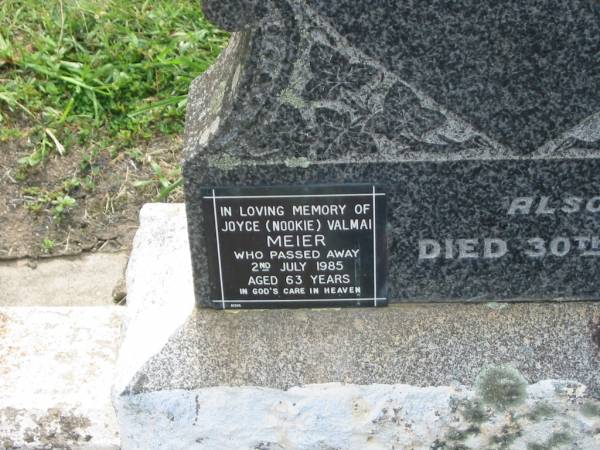 IN LOVING MEMORY OF
JOYCE (NOOKIE) VALMAI
MEIER
WHO PASSED AWAY
2ND JULY 1985
AGED 63 YEARS
IN GOD'S CARE IN HEAVEN
ALSO
DIED 30TH